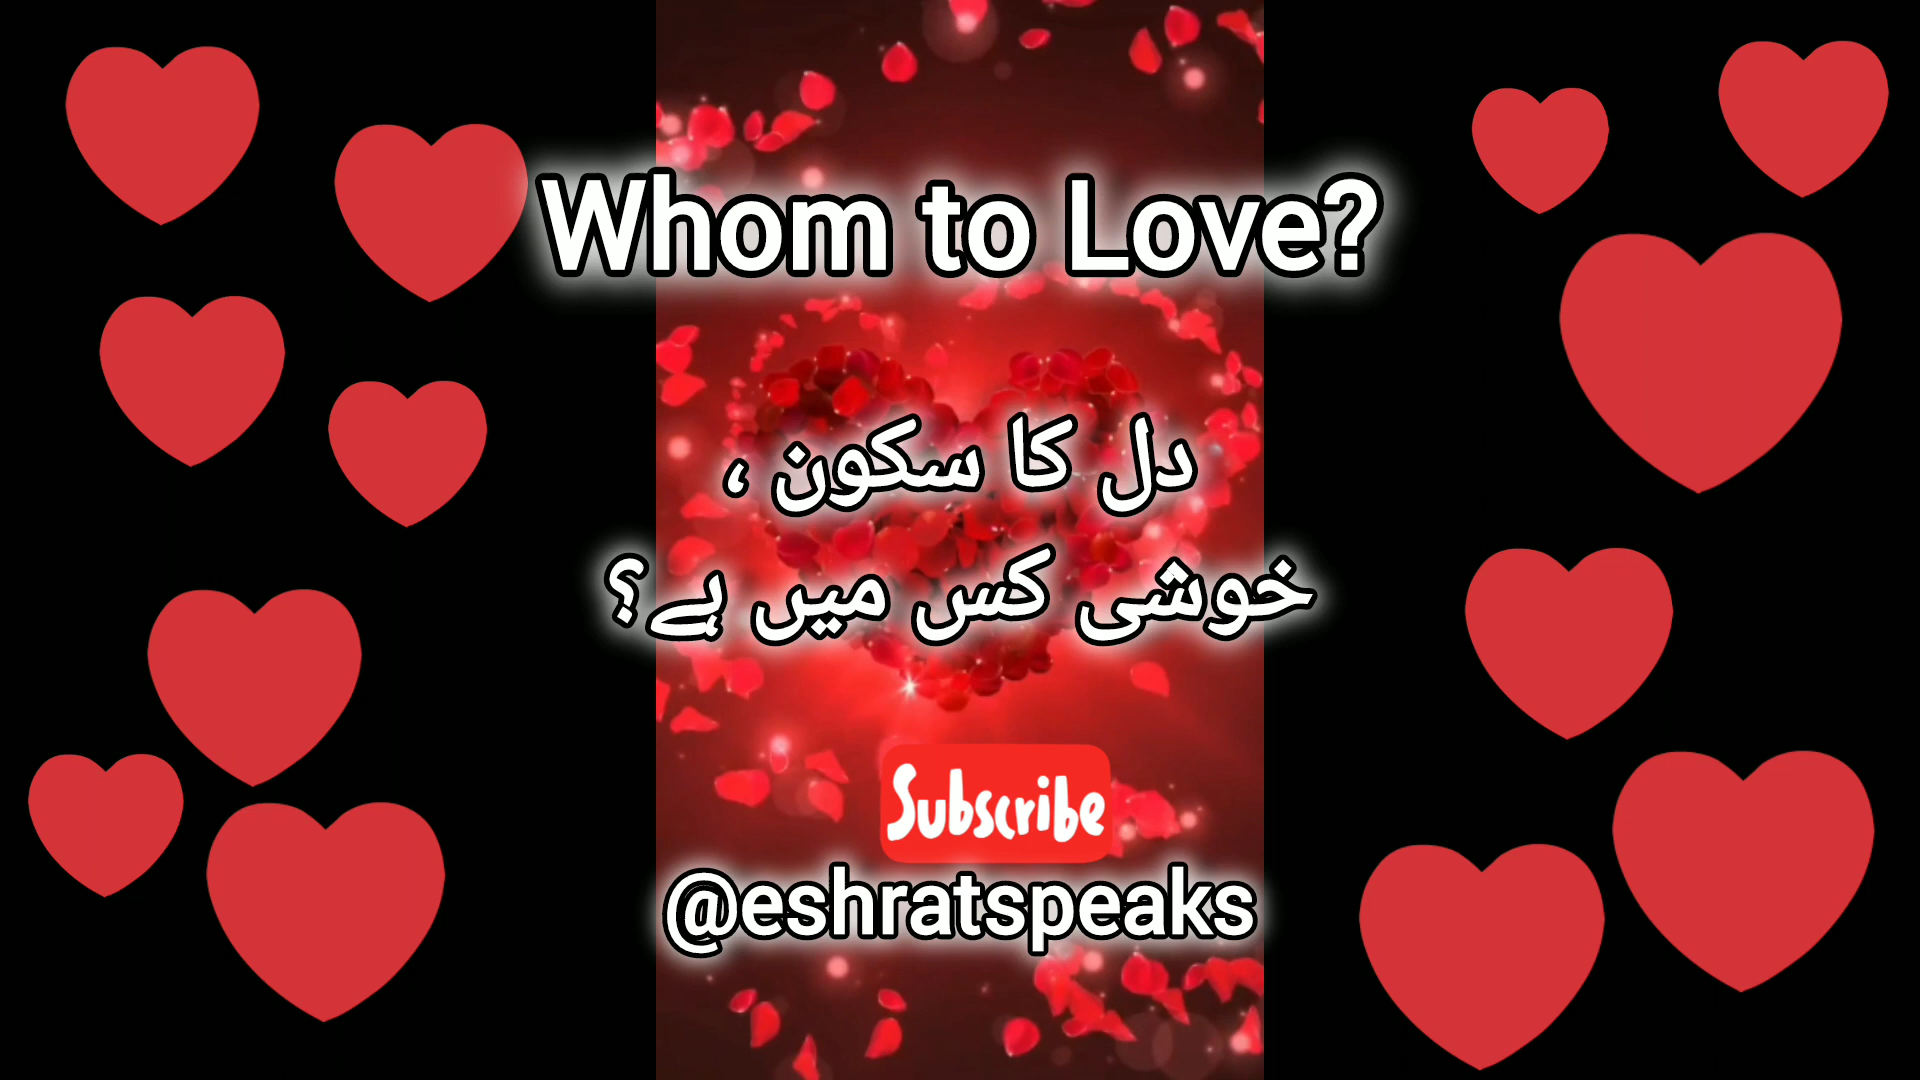 Whom to Love?
دل کا سکون ،
خوشی کس میں ہے؟
Subscribe
@eshratspeaks